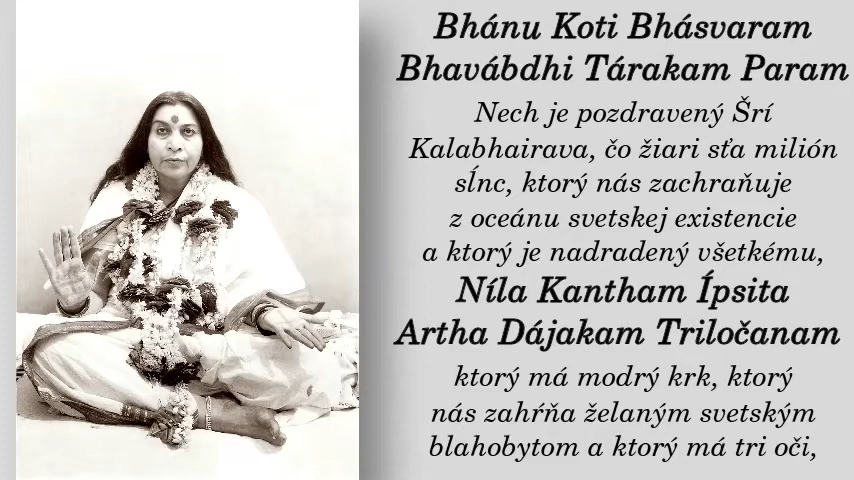 Bhánu Koti Bhásvaram
Bhavábdhi Tárakam Param
Nech je pozdravený Šrí
Kalabhairava, čo žiari sťa milión
sĺnc, ktorý nás zachraňuje
z oceánu svetskej existencie
a ktorý je nadradený všetkému,
Níla Kantham Ípsita
Artha Dájakam Triločanam
ktorý má modrý krk, ktorý
nás zahŕňa želaným svetským
blahobytom a ktorý má tri oči,